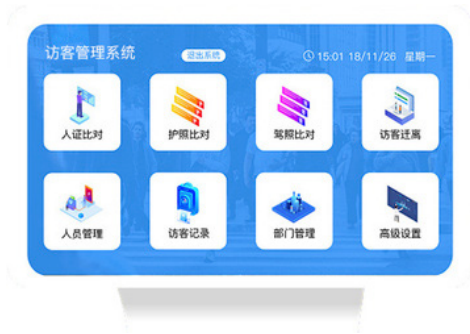 访客管理系统
退出系统
15:01 18/11/26 星期一
人证比对
护照比对
驾照比对
访客迁离
人员管理
访客记录
部门管理
高级设置